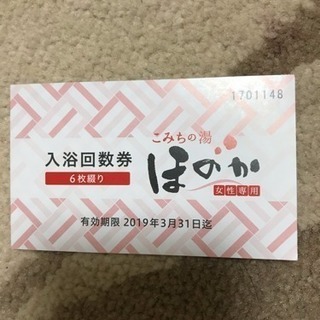 1701148
こみちの湯
ほのか
女性専用
入浴回数券
6枚綴り
有効期限 2019年3月31日迄